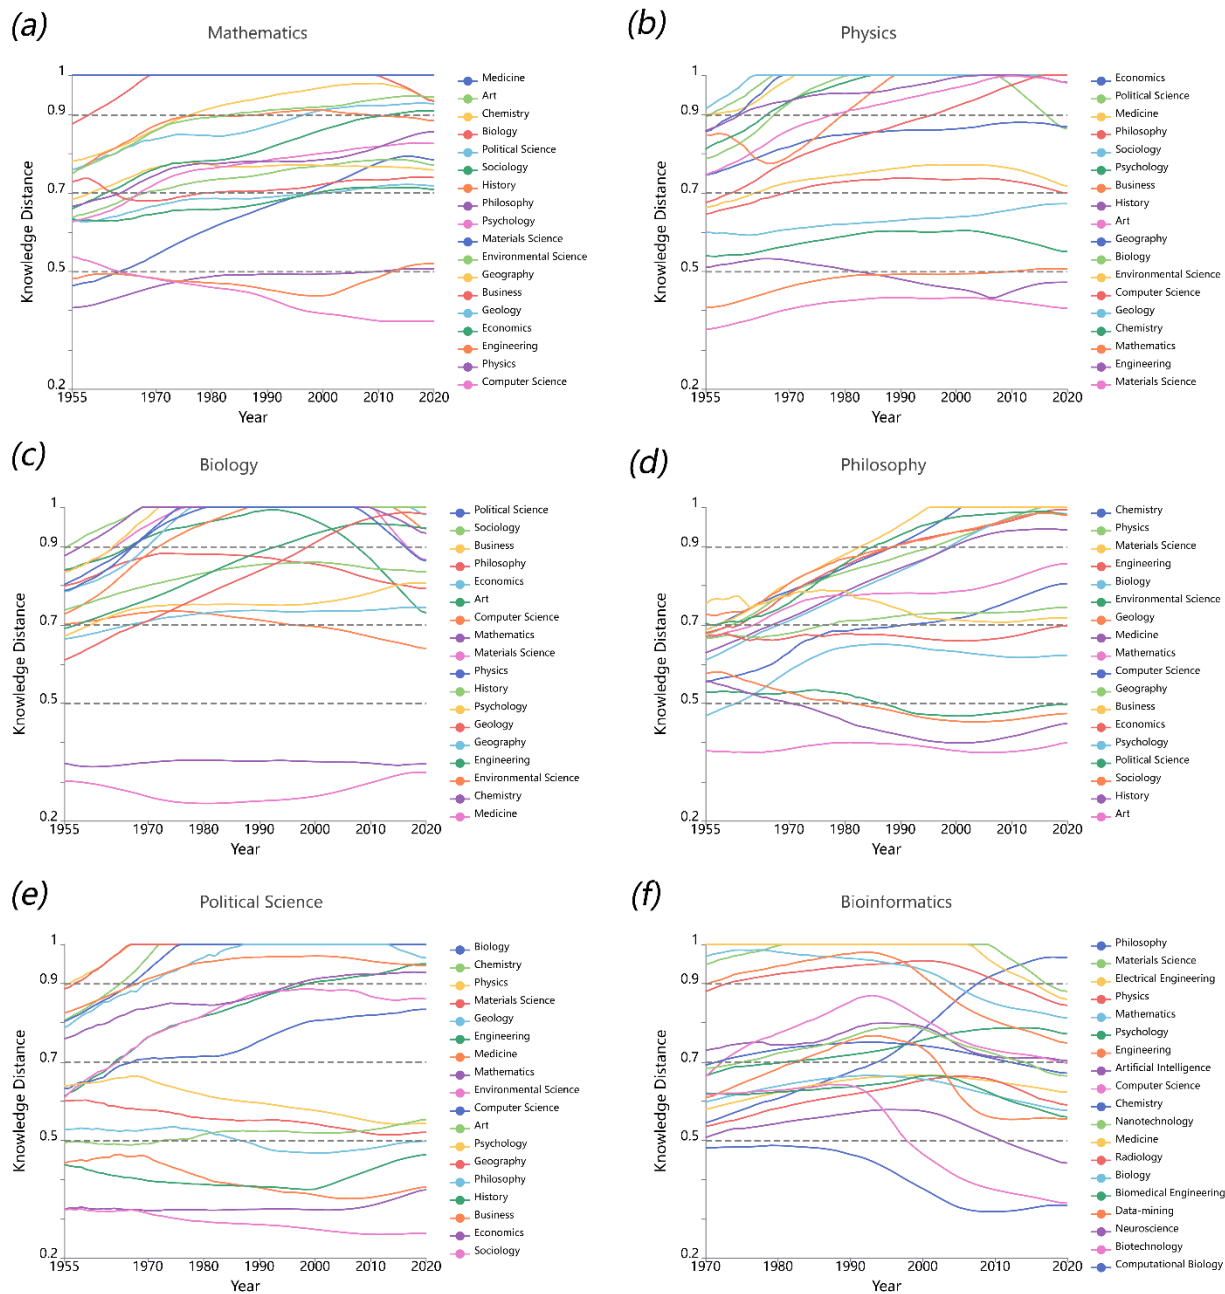 (a)
Mathematics
1
0.9
0.7
0.5
0.2
Knowledge Distance
1955 1970 1980 1990 2000 2010 2020
Year
Medicine
Art
Chemistry
Biology
Political Science
Sociology
History
Philosophy
Psychology
Materials Science
Environmental Science
Geography
Business
Geology
Economics
Engineering
Physics
Computer Science
(b)
Physics
1
0.9
0.7
0.5
0.2
Knowledge Distance
1955 1970 1980 1990 2000 2010 2020
Year
Economics
Political Science
Medicine
Philosophy
Sociology
Psychology
Business
History
Art
Geography
Biology
Environmental Science
Computer Science
Geology
Chemistry
Mathematics
Engineering
Materials Science
(c)
Biology
1
0.9
0.7
0.5
0.2
Knowledge Distance
1955 1970 1980 1990 2000 2010 2020
Year
Political Science
Sociology
Business
Philosophy
Economics
Art
Computer Science
Mathematics
Materials Science
Physics
History
Psychology
Geology
Geography
Engineering
Environmental Science
Chemistry
Medicine
(d)
Philosophy
1
0.9
0.7
0.5
0.2
Knowledge Distance
1955 1970 1980 1990 2000 2010 2020
Year
Chemistry
Physics
Materials Science
Engineering
Biology
Environmental Science
Geology
Medicine
Mathematics
Computer Science
Geography
Business
Economics
Psychology
Political Science
Sociology
History
Art
(e)
Political Science
1
0.9
0.7
0.5
0.2
Knowledge Distance
1955 1970 1980 1990 2000 2010 2020
Year
Biology
Chemistry
Physics
Materials Science
Geology
Engineering
Medicine
Mathematics
Environmental Science
Computer Science
Art
Psychology
Geography
Philosophy
History
Business
Economics
Sociology
(f)
Bioinformatics
1
0.9
0.7
0.5
0.2
Knowledge Distance
1970 1980 1990 2000 2010 2020
Year
Philosophy
Materials Science
Electrical Engineering
Physics
Mathematics
Psychology
Engineering
Artificial Intelligence
Computer Science
Chemistry
Nanotechnology
Medicine
Radiology
Biology
Biomedical Engineering
Data-mining
Neuroscience
Biotechnology
Computational Biology